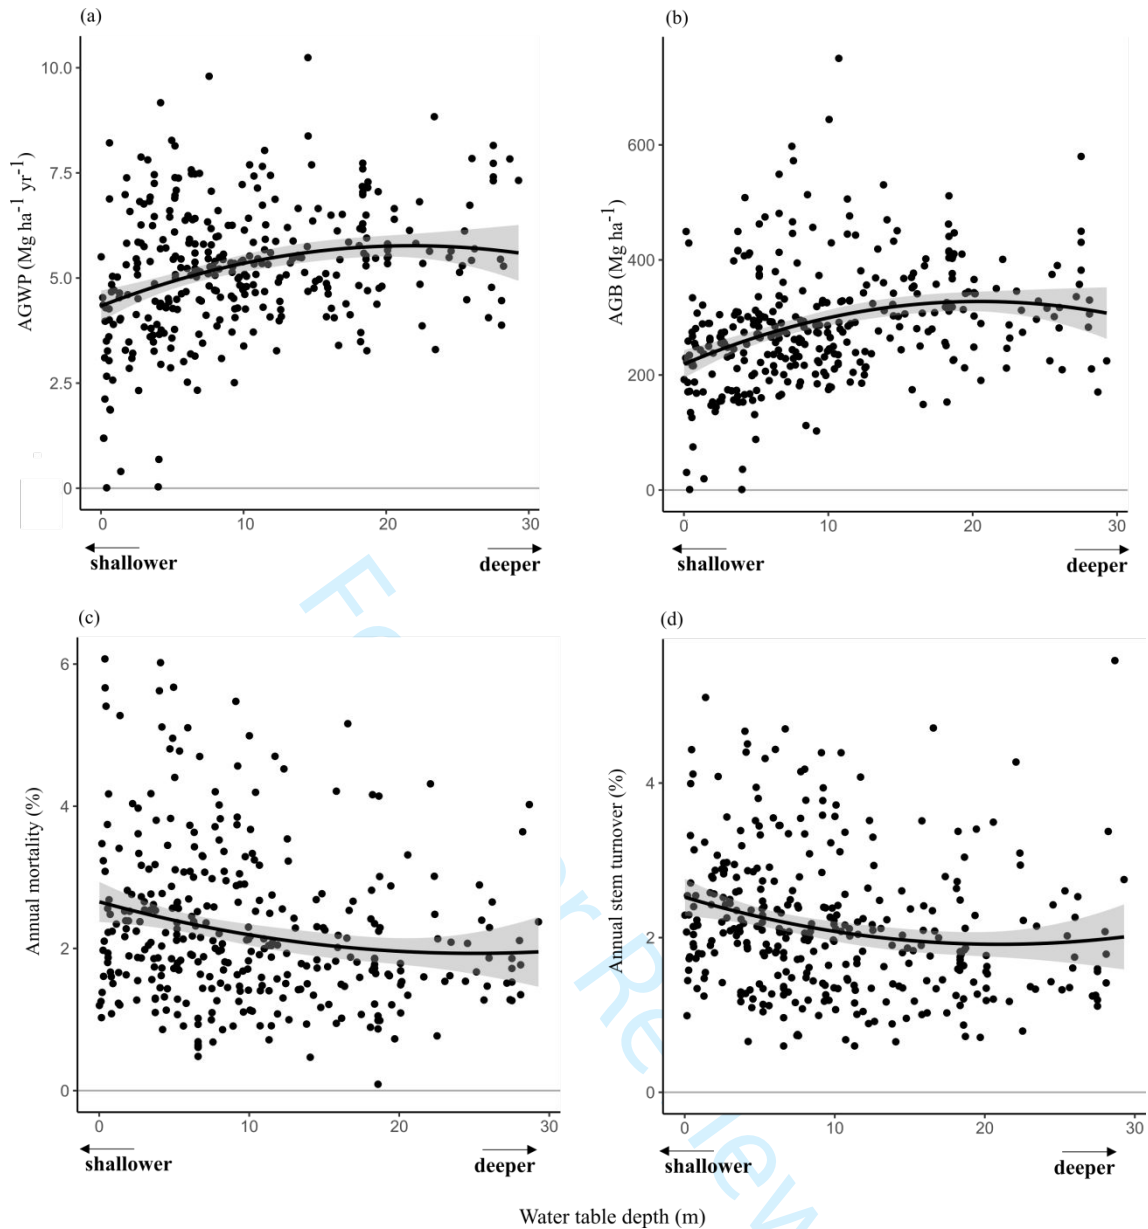 (a)
10.0
7.5
5.0
2.5
0
AGWP (Mg ha⁻¹ yr⁻¹)
0 10 20 30
shallower deeper
(b)
600
400
200
0
AGB (Mg ha⁻¹)
0 10 20 30
shallower deeper
(c)
6
4
2
0
Annual mortality (%)
0 10 20 30
shallower deeper
(d)
4
2
0
Annual stem turnover (%)
0 10 20 30
shallower deeper
Water table depth (m)
Review